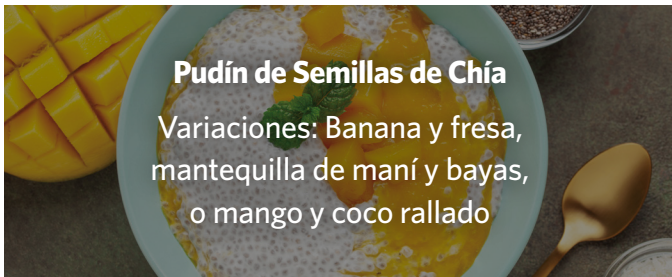 Pudín de Semillas de Chía
Variaciones: Banana y fresa,
mantequilla de maní y bayas,
o mango y coco rallado